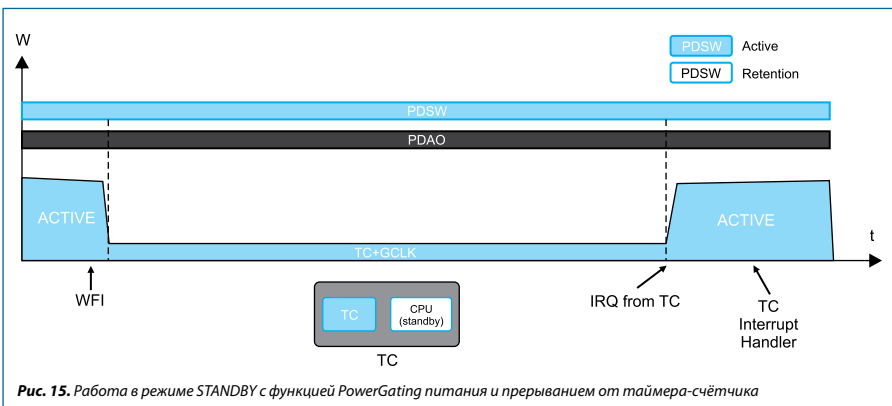 W
PDSW Active
PDSW Retention
PDSW
PDAO
ACTIVE
ACTIVE
TC+GCLK
t
WFI
IRQ from TC
TC
Interrupt
Handler
TC
CPU
(standby)
TC
Рис. 15. Работа в режиме STANDBY с функцией PowerGating питания и прерыванием от таймера-счётчика